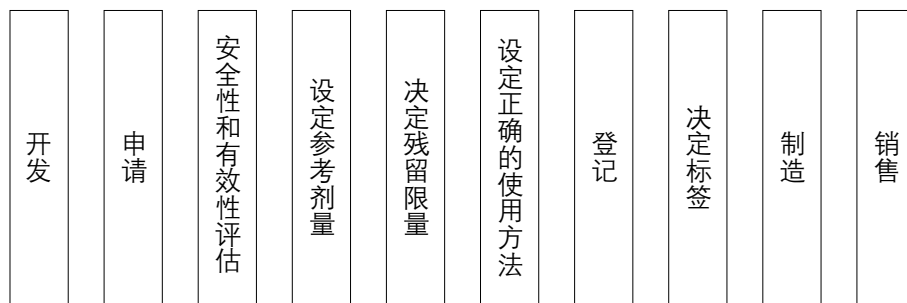 开发
申请
安全性和有效性评估
设定参考剂量
决定残留限量
设定正确的使用方法
登记
决定标签
制造
销售